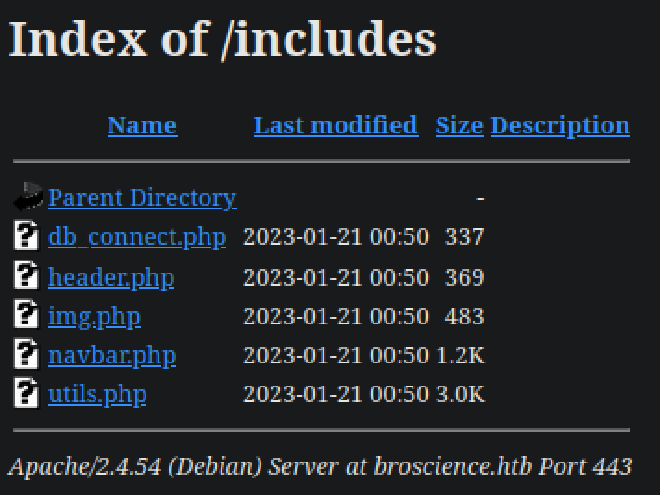 Index of /includes
Name Last modified Size Description
Parent Directory -
db_connect.php 2023-01-21 00:50 337
header.php 2023-01-21 00:50 369
img.php 2023-01-21 00:50 483
navbar.php 2023-01-21 00:50 1.2K
utils.php 2023-01-21 00:50 3.0K
Apache/2.4.54 (Debian) Server at broscience.htb Port 443